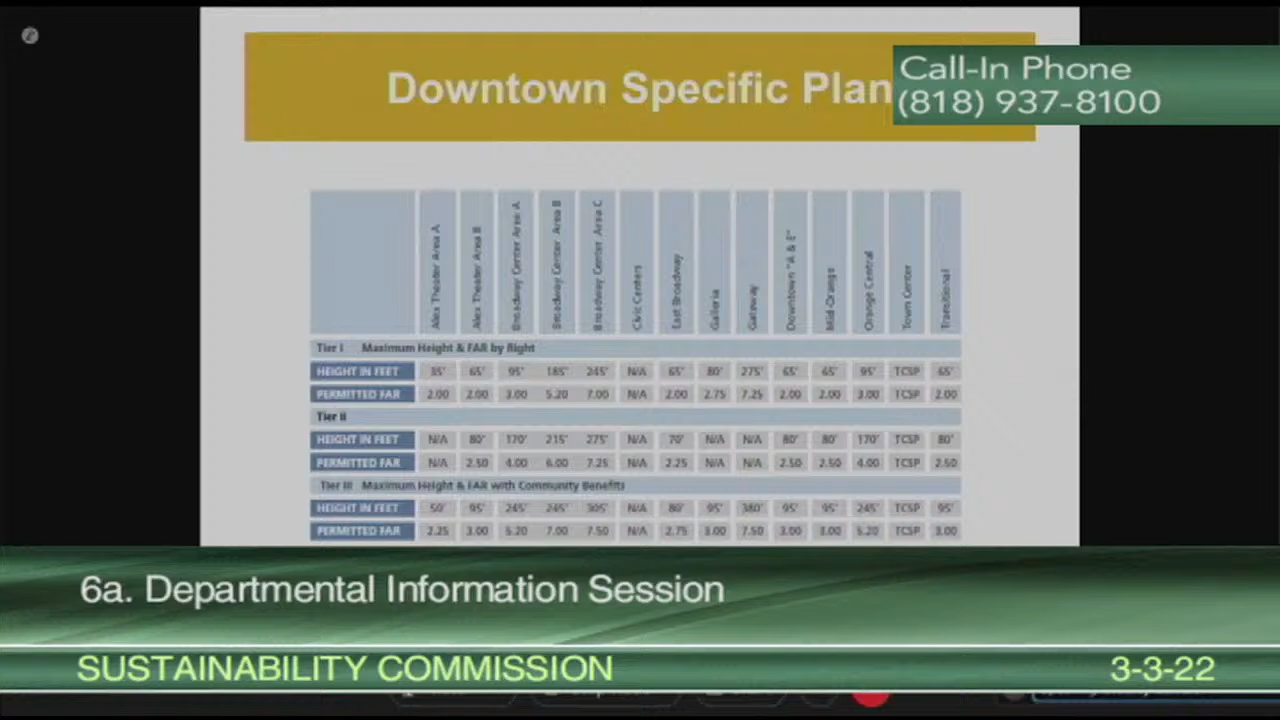 Downtown Specific Plan
Call-In Phone
(818) 937-8100
Alex Theater Area A
Alex Theater Area B
Broadway Center Area A
Broadway Center Area B
Broadway Center Area C
Civic Centers
East Broadway
Galleria
Gateway
Downtown "A & E"
Mid-Orange
Orange Central
Town Center
Transitional
Tier I Maximum Height & FAR by Right
HEIGHT IN FEET 35' 65' 95' 185' 245' N/A 65' 80' 275' 65' 65' 95' TCSP 65'
PERMITTED FAR 2.00 2.00 3.00 5.20 7.00 N/A 2.00 2.75 7.25 2.00 2.00 3.00 TCSP 2.00
Tier II
HEIGHT IN FEET N/A 80' 170' 215' 275' N/A 70' N/A N/A 80' 80' 170' TCSP 80'
PERMITTED FAR N/A 2.50 4.00 6.00 7.25 N/A 2.25 N/A N/A 2.50 2.50 4.00 TCSP 2.50
Tier III Maximum Height & FAR with Community Benefits
HEIGHT IN FEET 50' 95' 245' 245' 305' N/A 80' 95' 380' 95' 95' 245' TCSP 95'
PERMITTED FAR 2.25 3.00 5.20 7.00 7.50 N/A 2.75 3.00 7.50 3.00 3.00 5.20 TCSP 3.00
6a. Departmental Information Session
SUSTAINABILITY COMMISSION 3-3-22